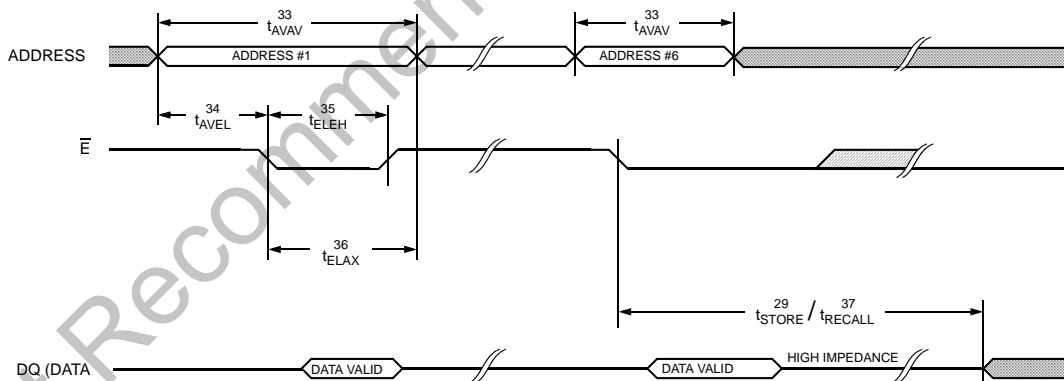 33
tAVAV
33
tAVAV
ADDRESS
ADDRESS #1
ADDRESS #6
34
tAVEL
35
tELEH
E
36
tELAX
29 37
tSTORE / tRECALL
DQ (DATA
DATA VALID
DATA VALID
HIGH IMPEDANCE
Recommen